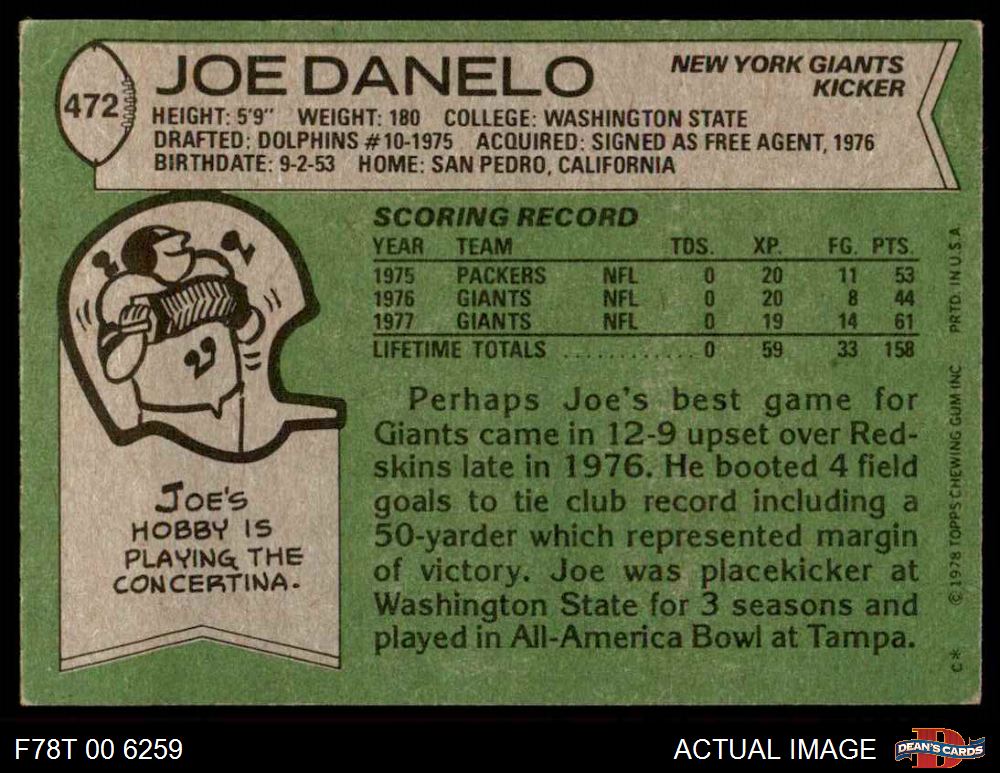 472
JOE DANELO
NEW YORK GIANTS
KICKER
HEIGHT: 5'9" WEIGHT: 180 COLLEGE: WASHINGTON STATE
DRAFTED: DOLPHINS #10-1975 ACQUIRED: SIGNED AS FREE AGENT, 1976
BIRTHDATE: 9-2-53 HOME: SAN PEDRO, CALIFORNIA
SCORING RECORD
YEAR TEAM TDS. XP. FG. PTS.
1975 PACKERS NFL 0 20 11 53
1976 GIANTS NFL 0 20 8 44
1977 GIANTS NFL 0 19 14 61
LIFETIME TOTALS ............ 0 59 33 158
Perhaps Joe's best game for
Giants came in 12-9 upset over Red-
skins late in 1976. He booted 4 field
goals to tie club record including a
50-yarder which represented margin
of victory. Joe was placekicker at
Washington State for 3 seasons and
played in All-America Bowl at Tampa.
JOE'S
HOBBY IS
PLAYING THE
CONCERTINA.
C* ©1978 TOPPS CHEWING GUM INC PRTD. IN U.S.A
F78T 00 6259
ACTUAL IMAGE
D
DEAN'S CARDS